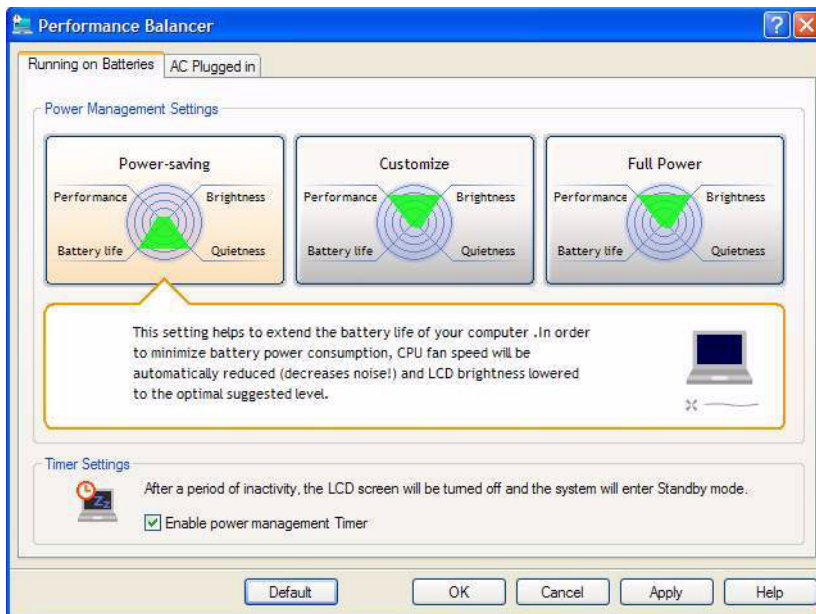 Performance Balancer
Running on Batteries
AC Plugged in
Power Management Settings
Power-saving
Performance
Brightness
Battery life
Quietness
Customize
Performance
Brightness
Battery life
Quietness
Full Power
Performance
Brightness
Battery life
Quietness
This setting helps to extend the battery life of your computer .In order
to minimize battery power consumption, CPU fan speed will be
automatically reduced (decreases noise!) and LCD brightness lowered
to the optimal suggested level.
Timer Settings
After a period of inactivity, the LCD screen will be turned off and the system will enter Standby mode.
Enable power management Timer
Default
OK
Cancel
Apply
Help